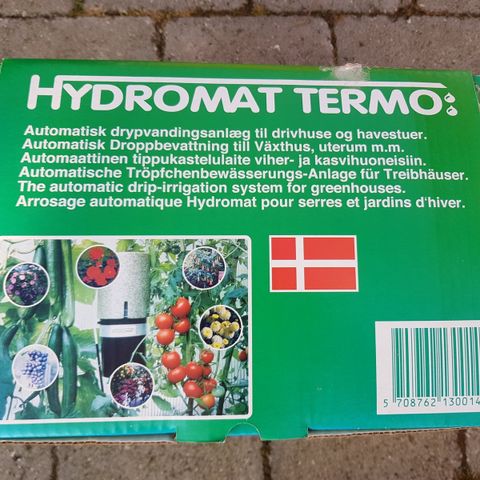 HYDROMAT TERMO
Automatisk drypvandingsanlæg til drivhuse og havestuer.
Automatisk Droppbevattning till Växthus, uterum m.m.
Automaattinen tippukastelulaite viher- ja kasvihuoneisiin.
Automatische Tröpfchenbewässerungs-Anlage für Treibhäuser.
The automatic drip-irrigation system for greenhouses.
Arrosage automatique Hydromat pour serres et jardins d'hiver.
5 708762 130014